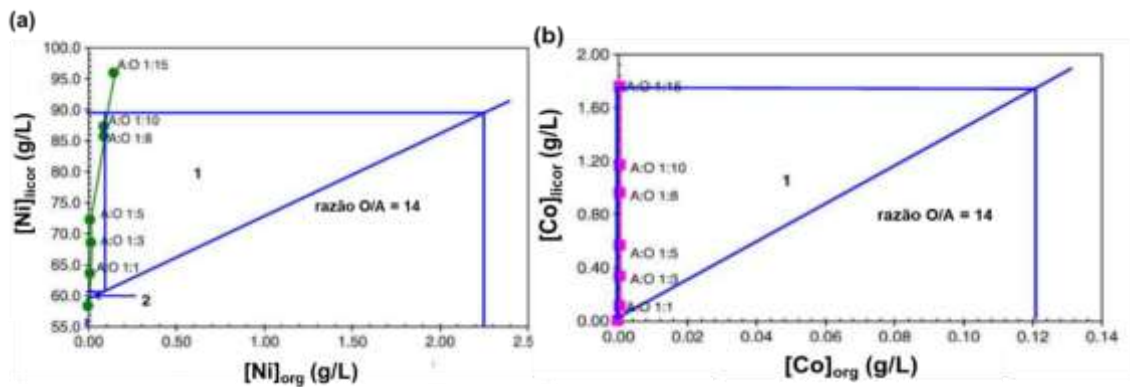 (a)
[Ni]licor (g/L)
100.0
95.0
90.0
85.0
80.0
75.0
70.0
65.0
60.0
55.0
A:O 1:15
A:O 1:10
A:O 1:8
A:O 1:5
A:O 1:3
A:O 1:1
1
2
razão O/A = 14
0.00
0.50
1.00
1.50
2.00
2.5
[Ni]org (g/L)
(b)
[Co]licor (g/L)
2.00
1.60
1.20
0.80
0.40
0.00
A:O 1:15
A:O 1:10
A:O 1:8
A:O 1:5
A:O 1:3
A:O 1:1
1
razão O/A = 14
0.00
0.02
0.04
0.06
0.08
0.10
0.12
0.14
[Co]org (g/L)